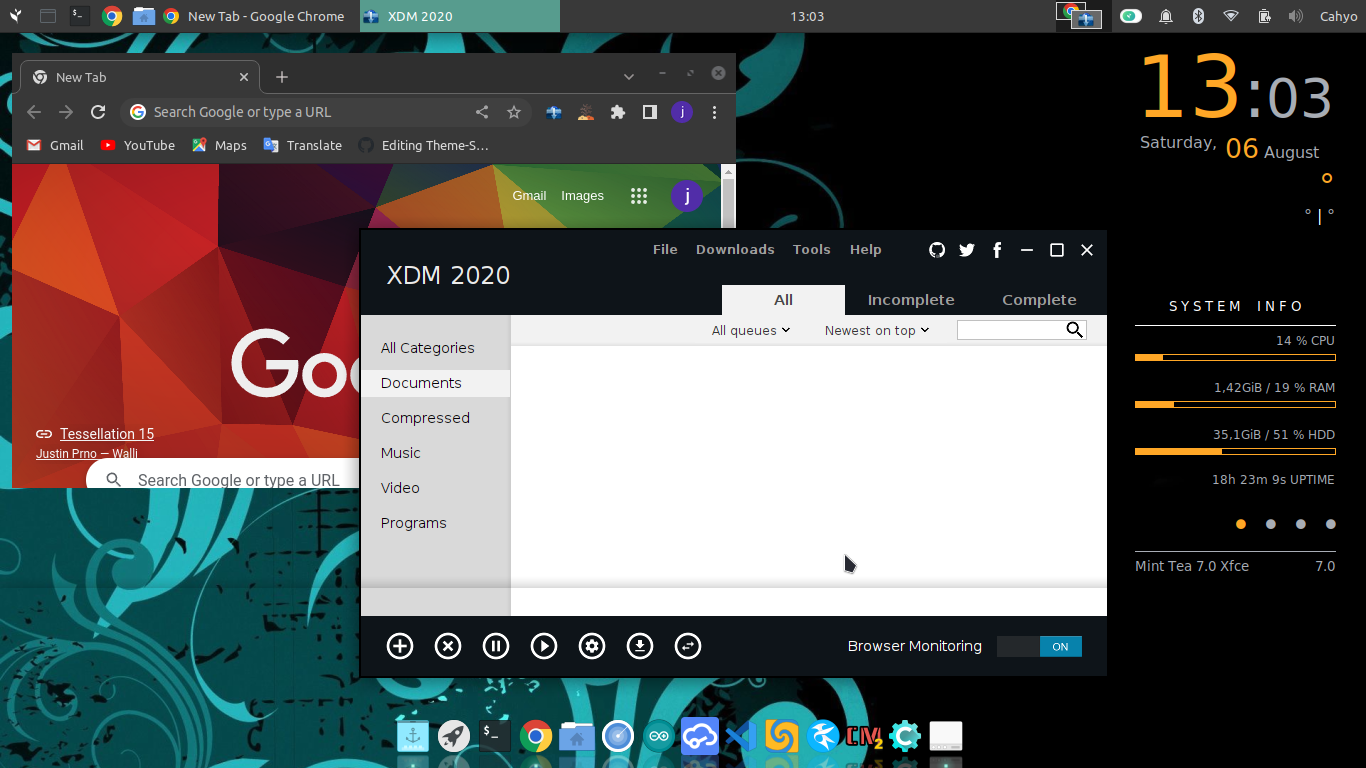 New Tab - Google Chrome
XDM 2020
13:03
Cahyo
New Tab
Search Google or type a URL
j
Gmail
YouTube
Maps
Translate
Editing Theme-S...
Gmail
Images
j
Goo
Tessellation 15
Justin Prno — Walli
Search Google or type a URL
File
Downloads
Tools
Help
XDM 2020
All
Incomplete
Complete
All queues
Newest on top
All Categories
Documents
Compressed
Music
Video
Programs
Browser Monitoring
ON
13:03
Saturday, 06 August
° | °
SYSTEM INFO
14 % CPU
1,42GiB / 19 % RAM
35,1GiB / 51 % HDD
18h 23m 9s UPTIME
Mint Tea 7.0 Xfce
7.0
CM2